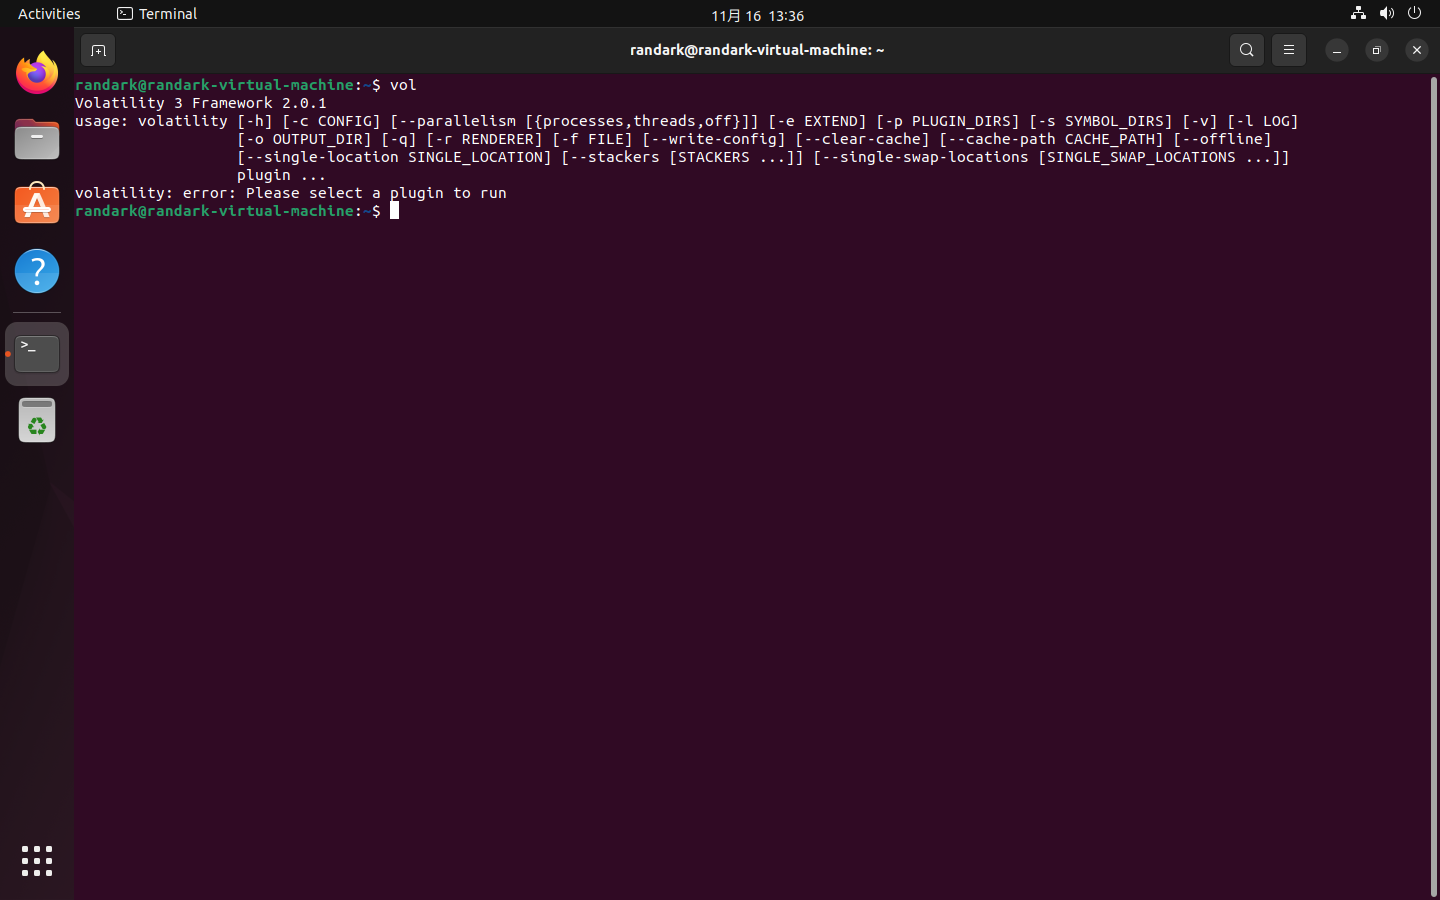 Activities
Terminal
11月 16 13:36
randark@randark-virtual-machine: ~
randark@randark-virtual-machine:~$ vol
Volatility 3 Framework 2.0.1
usage: volatility [-h] [-c CONFIG] [--parallelism [{processes,threads,off}]] [-e EXTEND] [-p PLUGIN_DIRS] [-s SYMBOL_DIRS] [-v] [-l LOG]
[-o OUTPUT_DIR] [-q] [-r RENDERER] [-f FILE] [--write-config] [--clear-cache] [--cache-path CACHE_PATH] [--offline]
[--single-location SINGLE_LOCATION] [--stackers [STACKERS ...]] [--single-swap-locations [SINGLE_SWAP_LOCATIONS ...]]
plugin ...
volatility: error: Please select a plugin to run
randark@randark-virtual-machine:~$